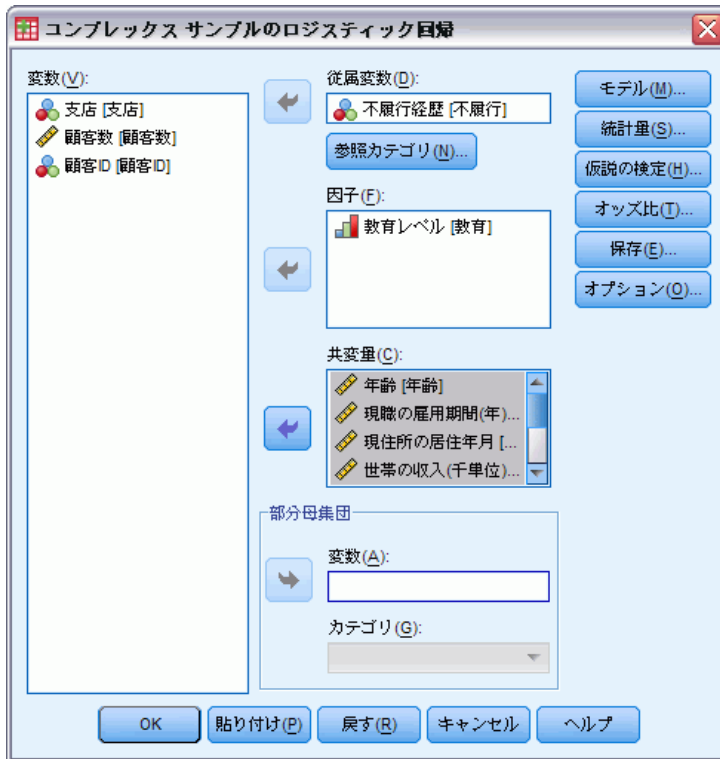 コンプレックス サンプルのロジスティック回帰
変数(V):
支店 [支店]
顧客数 [顧客数]
顧客ID [顧客ID]
従属変数(D):
不履行経歴 [不履行]
参照カテゴリ(N)...
因子(F):
教育レベル [教育]
共変量(C):
年齢 [年齢]
現職の雇用期間(年)...
現住所の居住年月 [...
世帯の収入(千単位)...
部分母集団
変数(A):
カテゴリ(G):
モデル(M)...
統計量(S)...
仮説の検定(H)...
オッズ比(T)...
保存(E)...
オプション(O)...
OK
貼り付け(P)
戻す(R)
キャンセル
ヘルプ